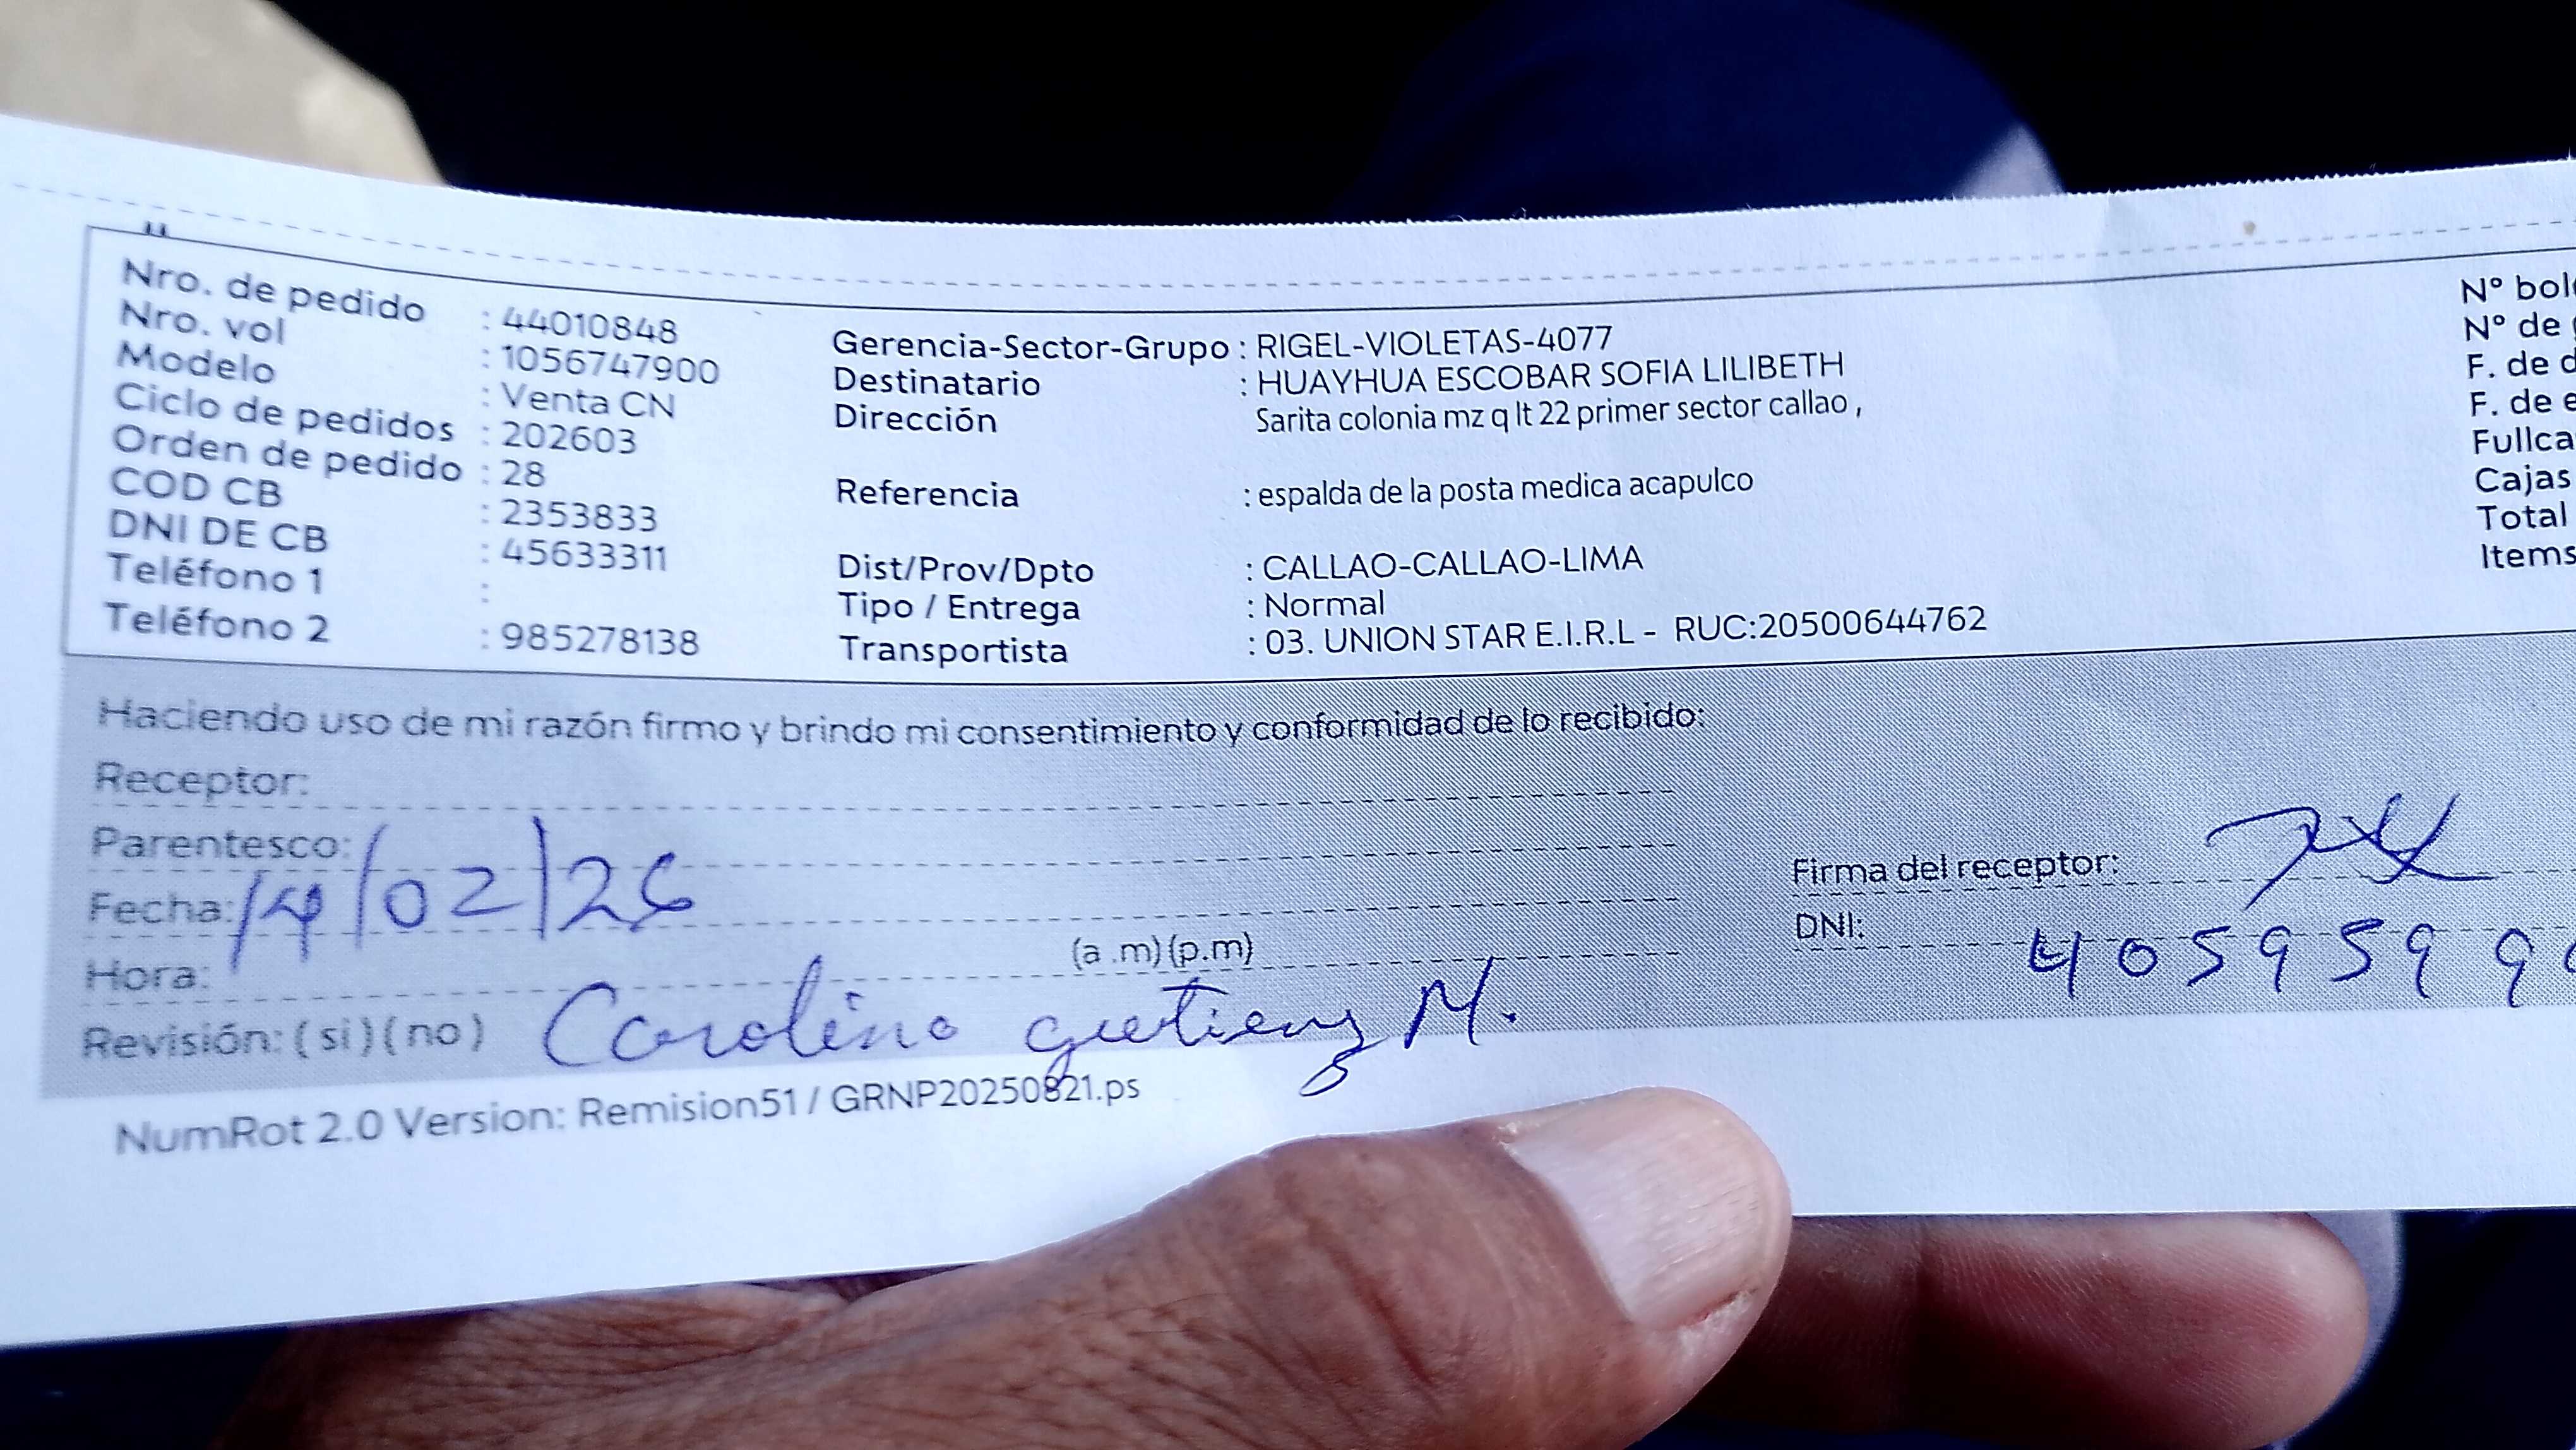 Nro. de pedido : 44010848
Nro. vol : 1056747900
Modelo : Venta CN
Ciclo de pedidos : 202603
Orden de pedido : 28
COD CB : 2353833
DNI DE CB : 45633311
Teléfono 1 :
Teléfono 2 : 985278138
Gerencia-Sector-Grupo : RIGEL-VIOLETAS-4077
Destinatario : HUAYHUA ESCOBAR SOFIA LILIBETH
Dirección Sarita colonia mz q lt 22 primer sector callao ,
Referencia : espalda de la posta medica acapulco
Dist/Prov/Dpto : CALLAO-CALLAO-LIMA
Tipo / Entrega : Normal
Transportista : 03. UNION STAR E.I.R.L - RUC:20500644762
N°
N° de
F. de
F. de
Cajas
Total
Items
Haciendo uso de mi razón firmo y brindo mi consentimiento y conformidad de lo recibido:
Receptor:
Parentesco:
Fecha: 14/02/26
Hora: (a .m)(p.m)
Revisión: (si)(no) Carolina M.
Firma del receptor:
DNI: 4059599
NumRot 2.0 Version: Remision51 / GRNP20250821.ps